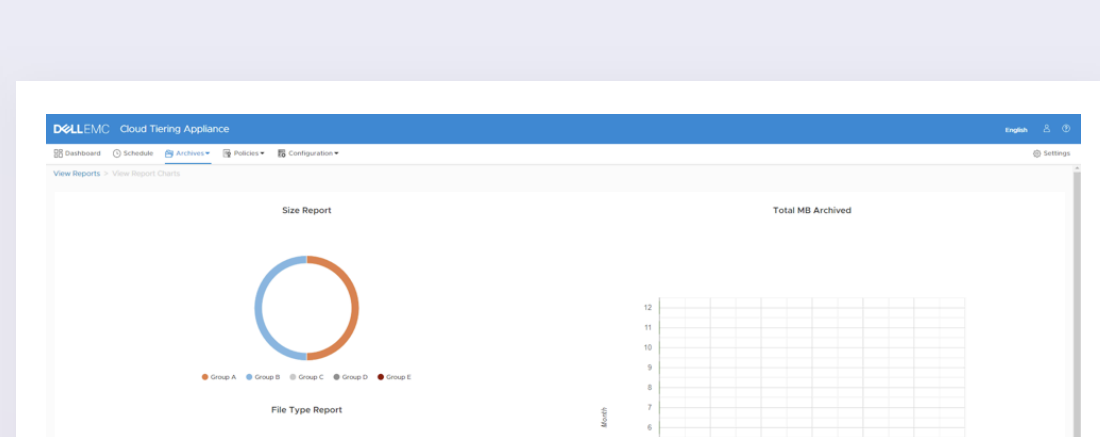 DELLEMC Cloud Tiering Appliance English
Dashboard Schedule Archives Policies Configuration Settings
View Reports > View Report Charts
Size Report
Group A Group B Group C Group D Group E
File Type Report
Total MB Archived
12
11
10
9
8
7
6
Month